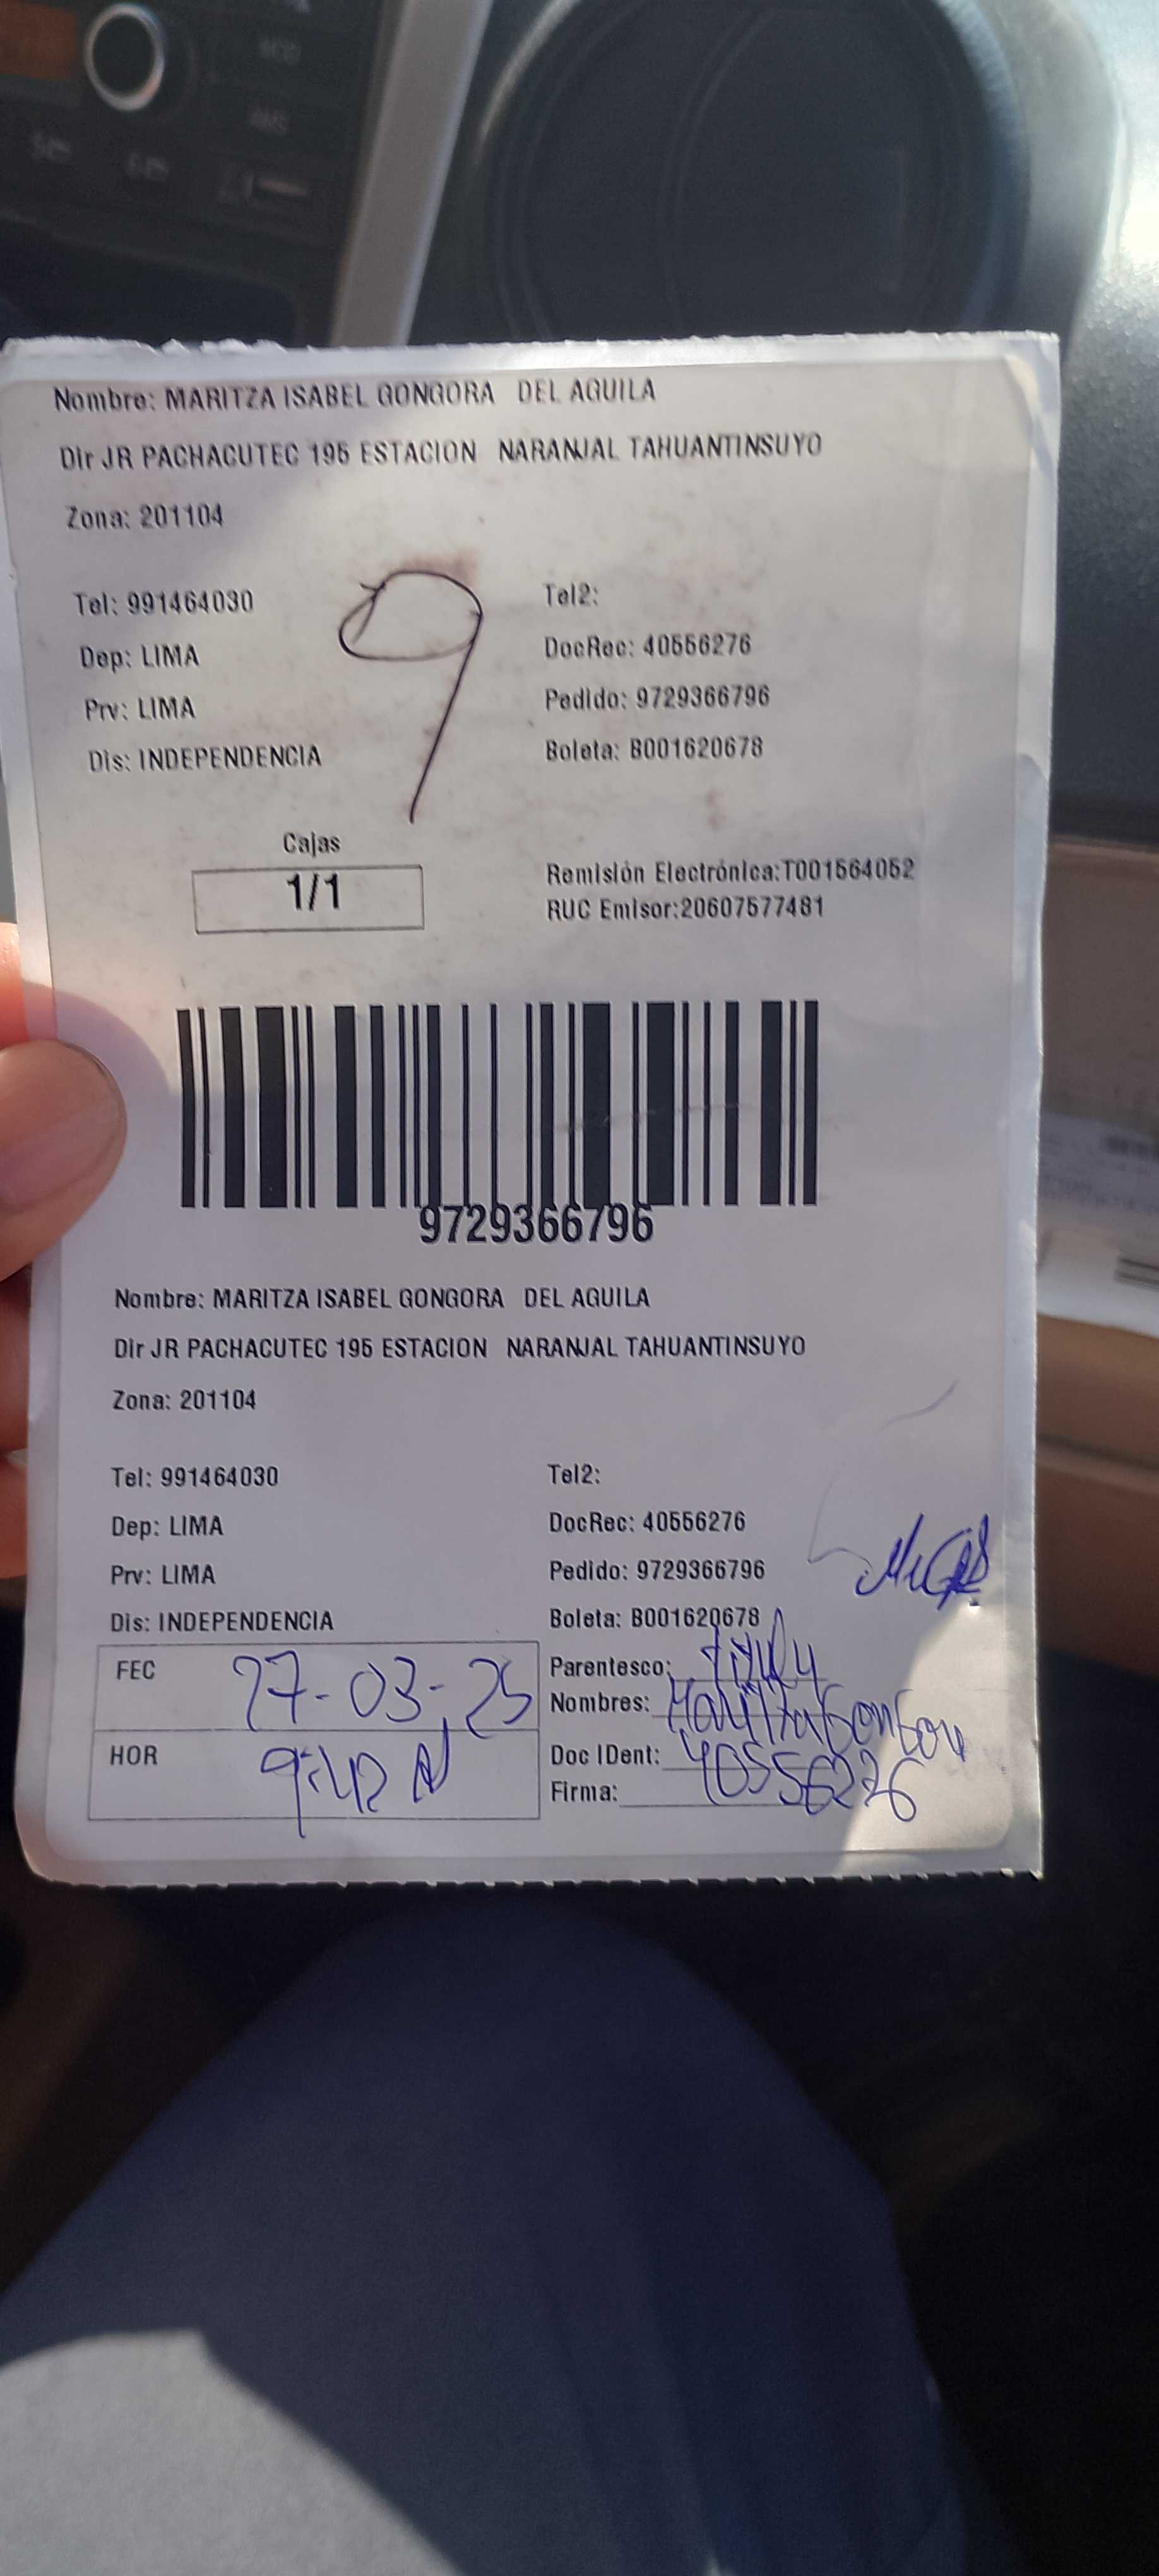 Nombre: MARITZA ISABEL GONGORA DEL AGUILA
Dir JR PACHACUTEC 195 ESTACION NARANJAL TAHUANTINSUYO
Zona: 201104
9
Tel: 991464030 Tel2:
Dep: LIMA DocRec: 40556276
Prv: LIMA Pedido: 9729366796
Dis: INDEPENDENCIA Boleta: B001620678
Cajas
1/1
Remisión Electrónica:T001564052
RUC Emisor:20607577481
9729366796
Nombre: MARITZA ISABEL GONGORA DEL AGUILA
Dir JR PACHACUTEC 195 ESTACION NARANJAL TAHUANTINSUYO
Zona: 201104
Tel: 991464030 Tel2:
Dep: LIMA DocRec: 40556276
Prv: LIMA Pedido: 9729366796
Dis: INDEPENDENCIA Boleta: B001620678
FEC 27-03-25
Parentesco:
Nombres: Maritza Gongora
HOR
Doc IDent: 40556276
Firma: